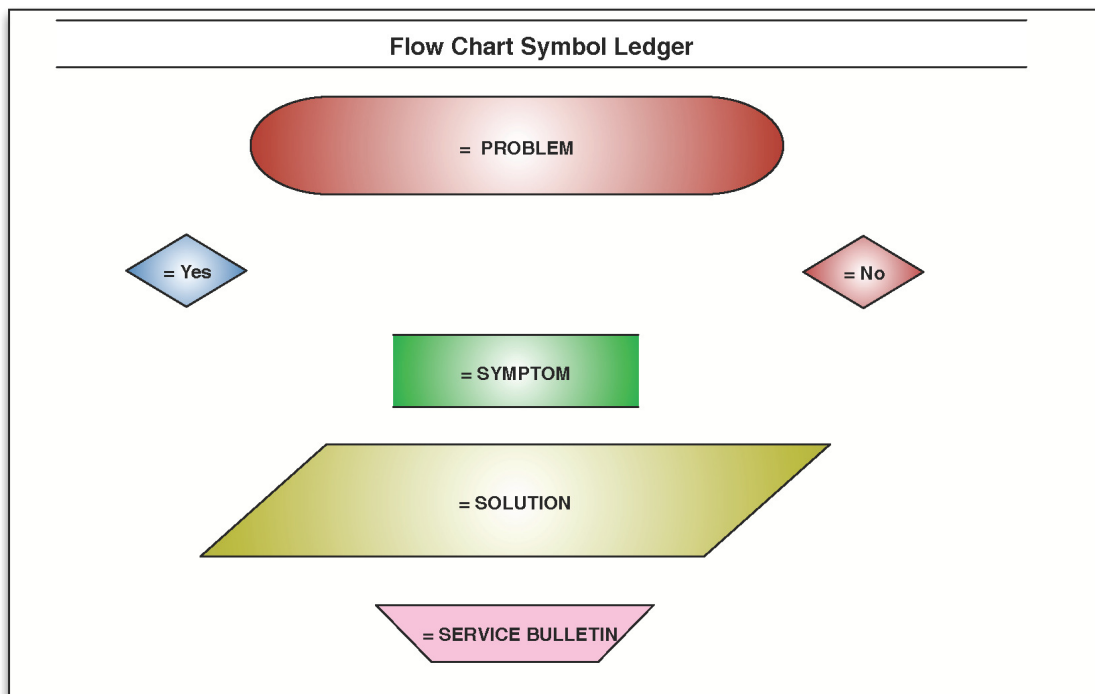 Flow Chart Symbol Ledger
= PROBLEM
= Yes
= No
= SYMPTOM
= SOLUTION
= SERVICE BULLETIN